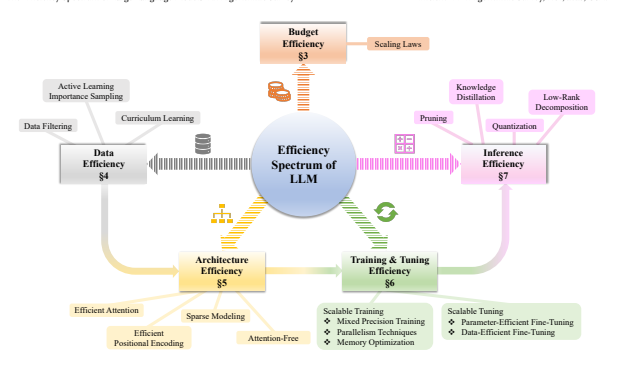 Budget
Efficiency
§3
Scaling Laws
Active Learning
Importance Sampling
Data Filtering
Curriculum Learning
Data
Efficiency
§4
Efficiency
Spectrum of
LLM
Knowledge
Distillation
Low-Rank
Decomposition
Pruning
Quantization
Inference
Efficiency
§7
Architecture
Efficiency
§5
Training & Tuning
Efficiency
§6
Efficient Attention
Sparse Modeling
Efficient
Positional Encoding
Attention-Free
Scalable Training
❖ Mixed Precision Training
❖ Parallelism Techniques
❖ Memory Optimization
Scalable Tuning
❖ Parameter-Efficient Fine-Tuning
❖ Data-Efficient Fine-Tuning